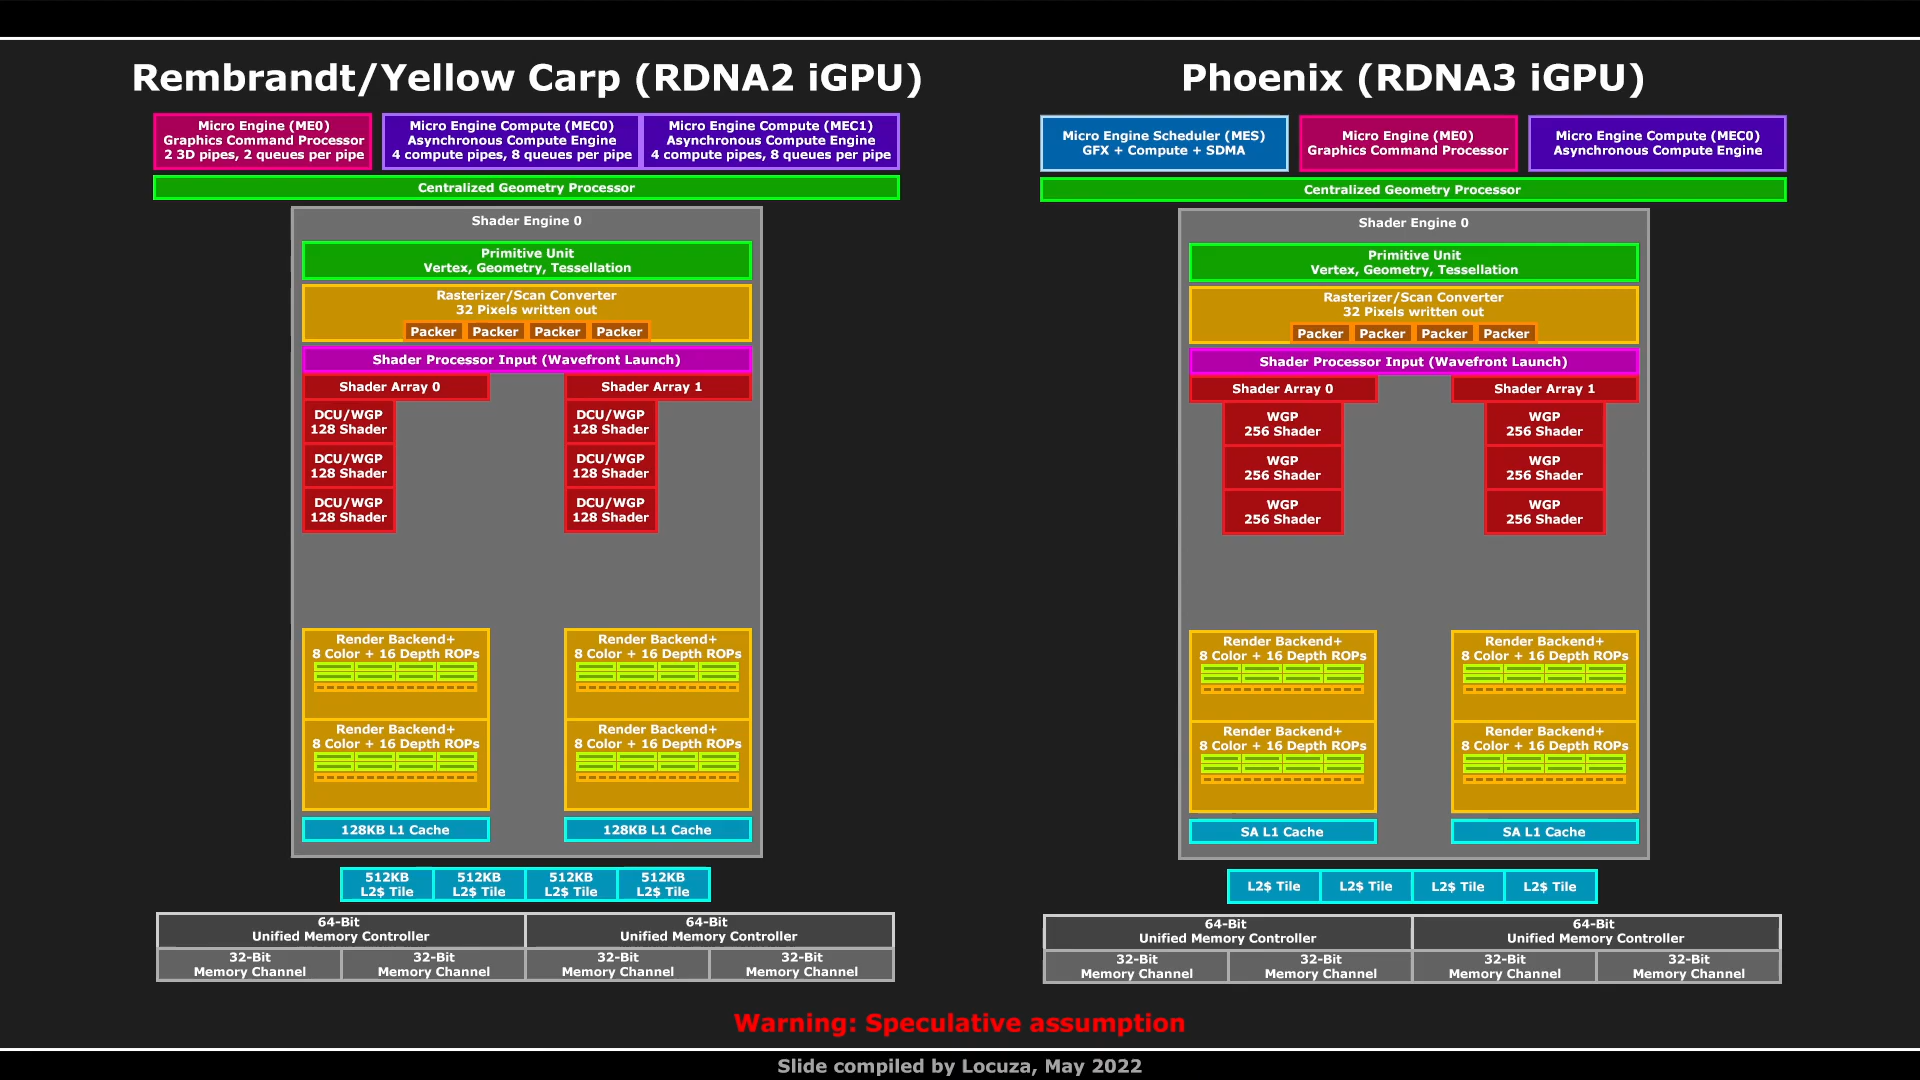 Rembrandt/Yellow Carp (RDNA2 iGPU)
Micro Engine (ME0)
Graphics Command Processor
2 3D pipes, 2 queues per pipe
Micro Engine Compute (MEC0)
Asynchronous Compute Engine
4 compute pipes, 8 queues per pipe
Micro Engine Compute (MEC1)
Asynchronous Compute Engine
4 compute pipes, 8 queues per pipe
Centralized Geometry Processor
Shader Engine 0
Primitive Unit
Vertex, Geometry, Tessellation
Rasterizer/Scan Converter
32 Pixels written out
Packer Packer Packer Packer
Shader Processor Input (Wavefront Launch)
Shader Array 0
DCU/WGP
128 Shader
DCU/WGP
128 Shader
DCU/WGP
128 Shader
Shader Array 1
DCU/WGP
128 Shader
DCU/WGP
128 Shader
DCU/WGP
128 Shader
Render Backend+
8 Color + 16 Depth ROPs
Render Backend+
8 Color + 16 Depth ROPs
Render Backend+
8 Color + 16 Depth ROPs
Render Backend+
8 Color + 16 Depth ROPs
128KB L1 Cache
128KB L1 Cache
512KB
L2$ Tile
512KB
L2$ Tile
512KB
L2$ Tile
512KB
L2$ Tile
64-Bit
Unified Memory Controller
64-Bit
Unified Memory Controller
32-Bit
Memory Channel
32-Bit
Memory Channel
32-Bit
Memory Channel
32-Bit
Memory Channel
Phoenix (RDNA3 iGPU)
Micro Engine Scheduler (MES)
GFX + Compute + SDMA
Micro Engine (ME0)
Graphics Command Processor
Micro Engine Compute (MEC0)
Asynchronous Compute Engine
Centralized Geometry Processor
Shader Engine 0
Primitive Unit
Vertex, Geometry, Tessellation
Rasterizer/Scan Converter
32 Pixels written out
Packer Packer Packer Packer
Shader Processor Input (Wavefront Launch)
Shader Array 0
WGP
256 Shader
WGP
256 Shader
WGP
256 Shader
Shader Array 1
WGP
256 Shader
WGP
256 Shader
WGP
256 Shader
Render Backend+
8 Color + 16 Depth ROPs
Render Backend+
8 Color + 16 Depth ROPs
Render Backend+
8 Color + 16 Depth ROPs
Render Backend+
8 Color + 16 Depth ROPs
SA L1 Cache
SA L1 Cache
L2$ Tile
L2$ Tile
L2$ Tile
L2$ Tile
64-Bit
Unified Memory Controller
64-Bit
Unified Memory Controller
32-Bit
Memory Channel
32-Bit
Memory Channel
32-Bit
Memory Channel
32-Bit
Memory Channel
Warning: Speculative assumption
Slide compiled by Locuza, May 2022